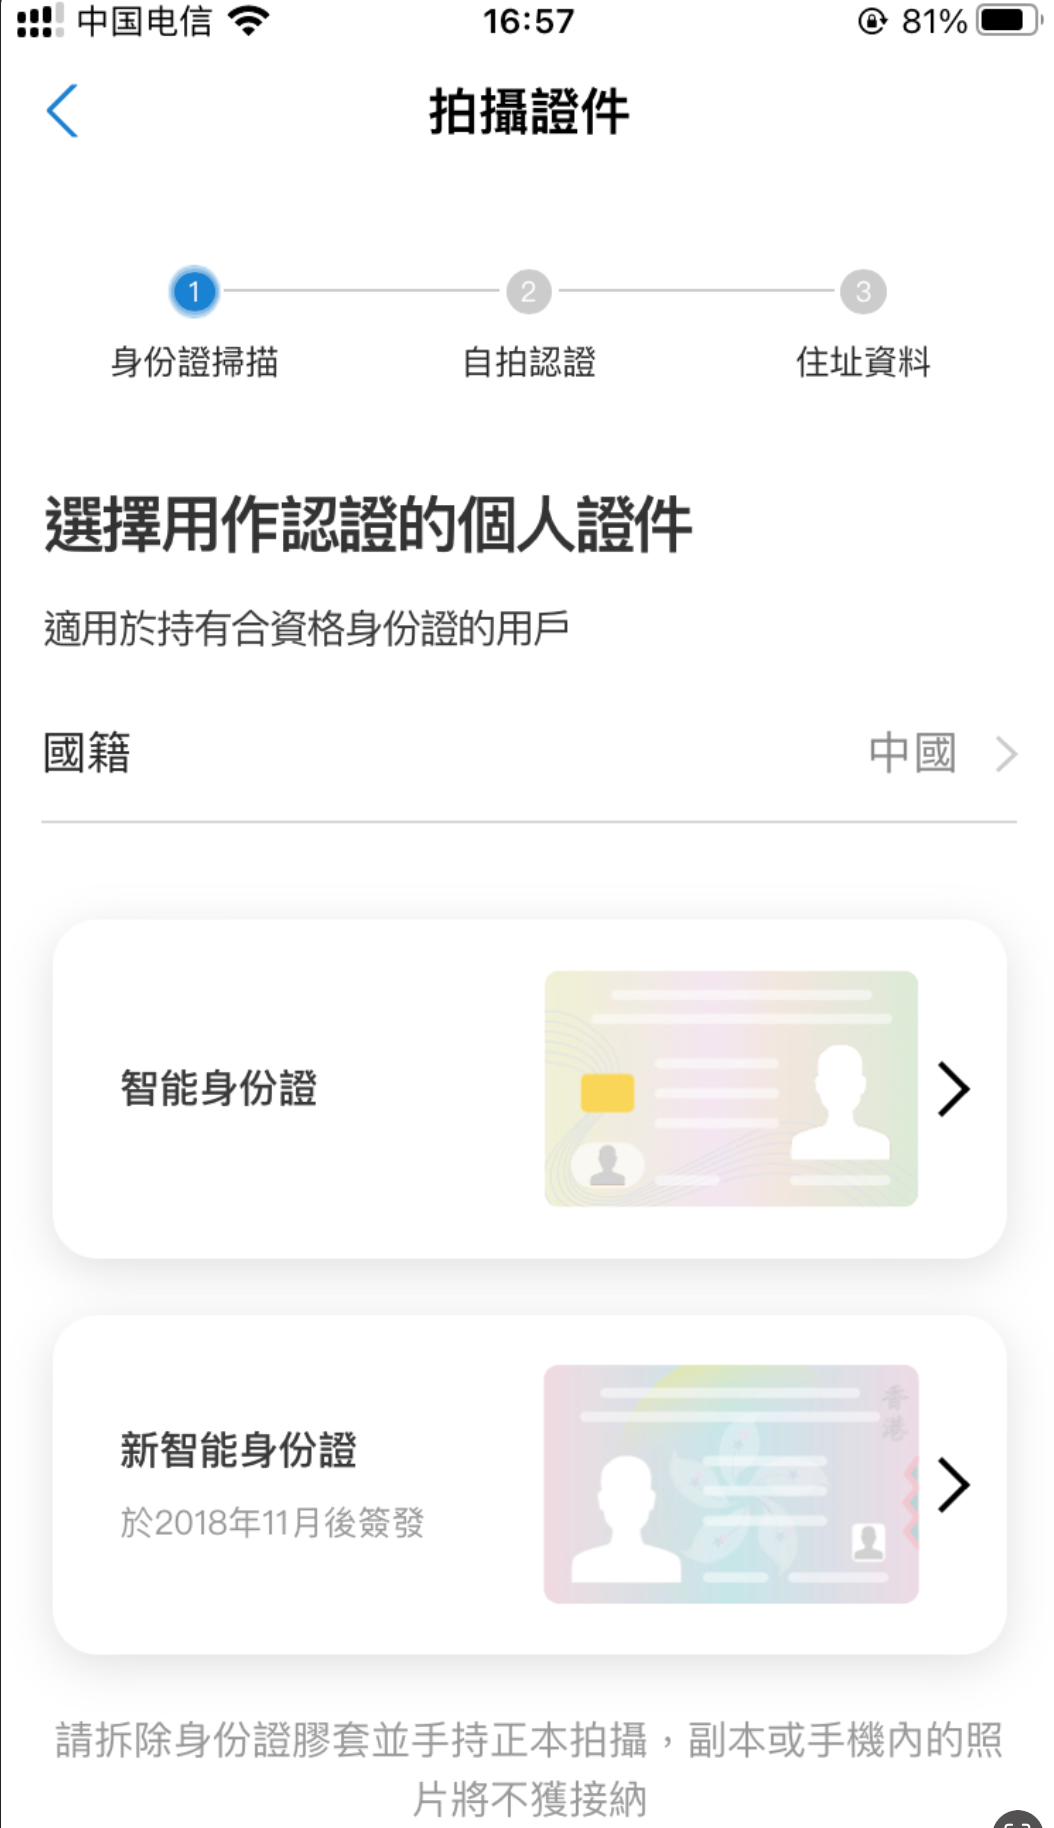 中国电信 16:57 81%
拍攝證件
1 2 3
身份證掃描 自拍認證 住址資料
選擇用作認證的個人證件
適用於持有合資格身份證的用戶
國籍 中國
智能身份證
香港
新智能身份證
於2018年11月後簽發
請拆除身份證膠套並手持正本拍攝，副本或手機內的照
片將不獲接納